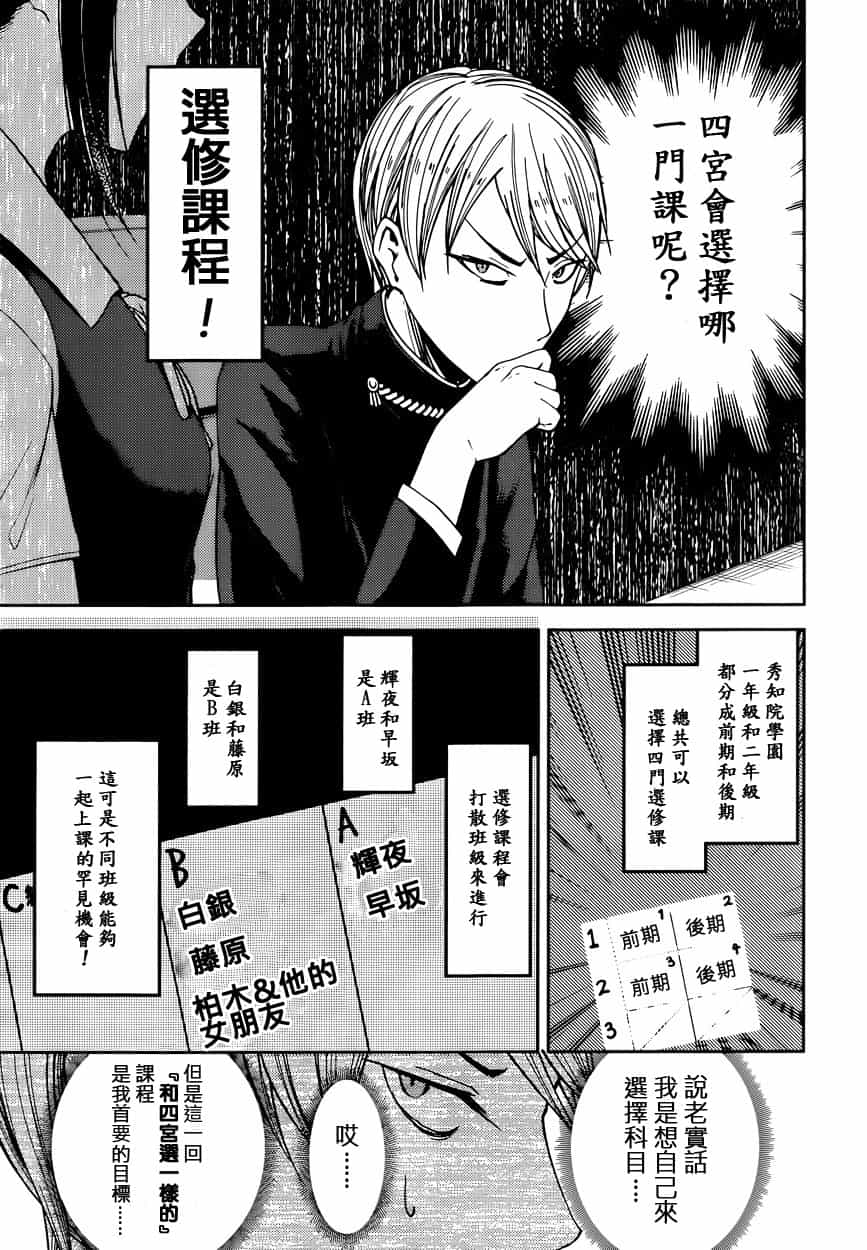 四宮會選擇哪
一門課呢？
選修課程！
秀知院學園
一年級和二年級
都分成前期和後期
總共可以
選擇四門選修課
1
前期
1
後期
2
2
前期
3
後期
4
3
選修課程會
打散班級來進行
輝夜和早坂
是A班
白銀和藤原
是B班
這可是不同班級能夠
一起上課的罕見機會！
A
輝夜
早坂
B
白銀
藤原
柏木&他的
女朋友
C
說老實話
我是想自己來
選擇科目…
哎……
但是這一回
『和四宮選一樣的』
課程
是我首要的目標……